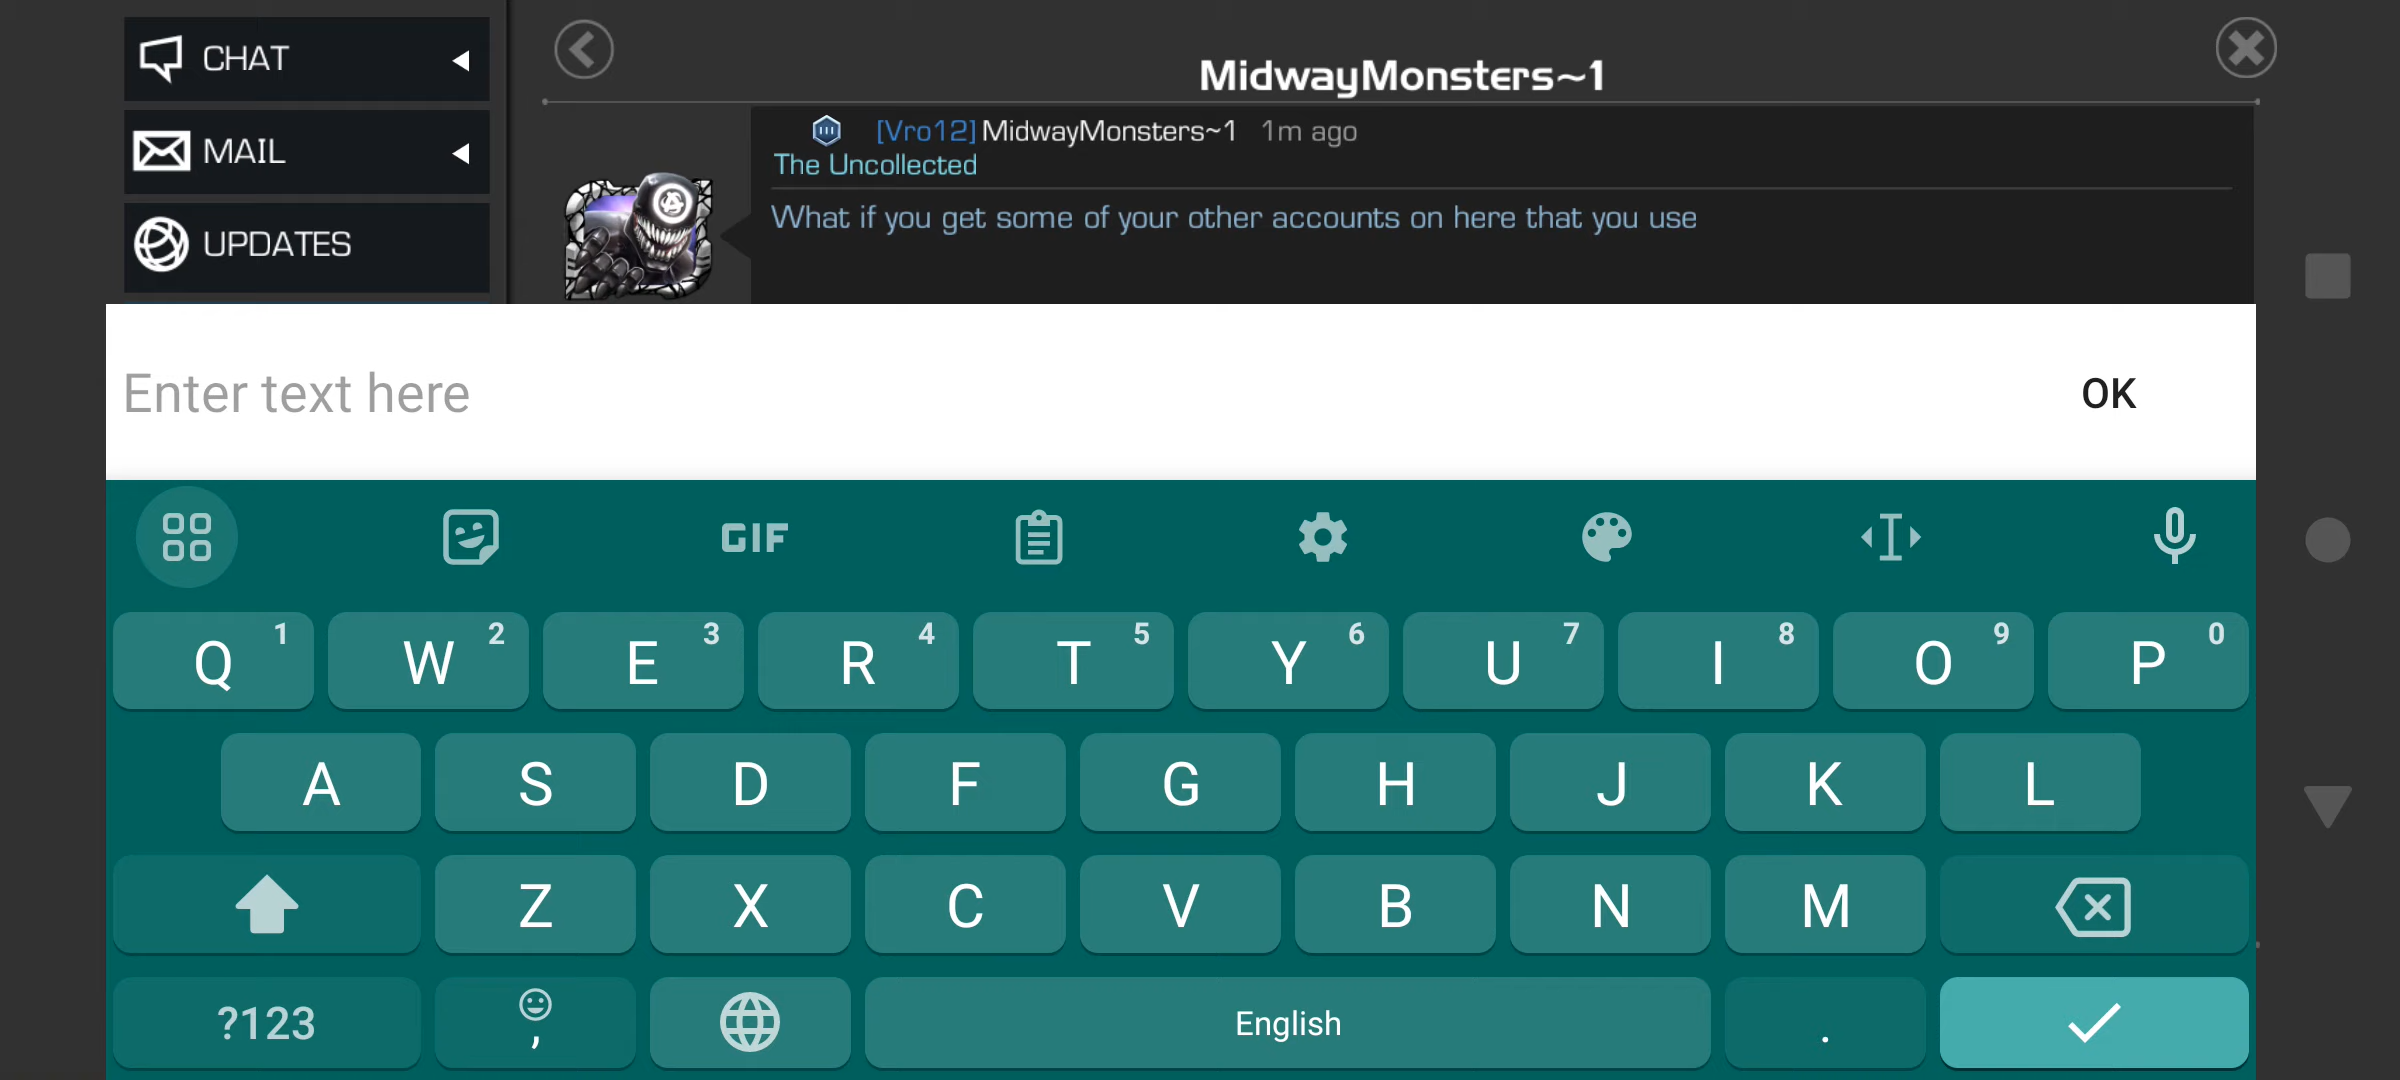 CHAT
MAIL
UPDATES
MidwayMonsters~1
[Vro12] MidwayMonsters~1 1m ago
The Uncollected
What if you get some of your other accounts on here that you use
Enter text here
OK
GIF
Q 1 W 2 E 3 R 4 T 5 Y 6 U 7 I 8 O 9 P 0
A S D F G H J K L
Z X C V B N M
?123 , English .